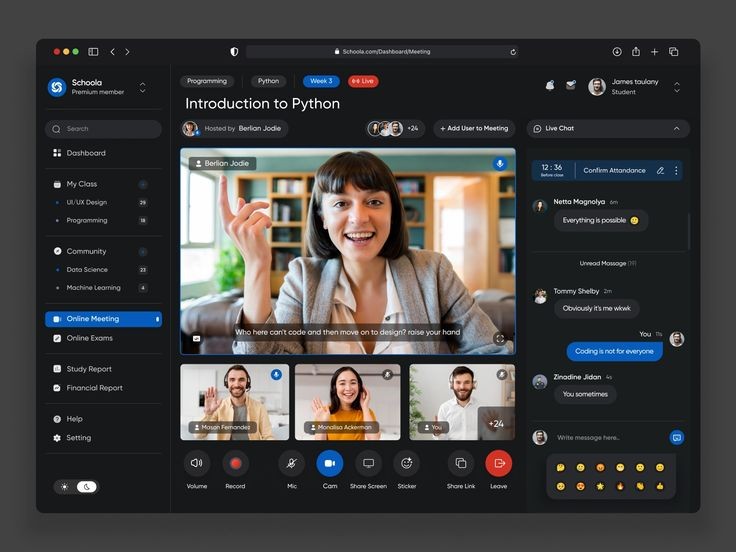 Schoola.com/Dashboard/Meeting
Schoola
Premium member
Search
Dashboard
My Class
UI/UX Design 29
Programming 18
Community
Data Science 23
Machine Learning 4
Online Meeting
Online Exams
Study Report
Financial Report
Help
Setting
Programming Python Week 3 Live
Introduction to Python
Hosted by Berlian Jodie +24 + Add User to Meeting
Berlian Jodie
Who here can't code and then move on to design? raise your hand
Mason Fernandez
Monalisa Ackerman
You
+24
Volume Record Mic Cam Share Screen Sticker Share Link Leave
James taulany
Student
Live Chat
12 : 36
Before close
Confirm Attandance
Netta Magnolya 6m
Everything is possible
Unread Massage (19)
Tommy Shelby 2m
Obviously it's me wkwk
You 11s
Coding is not for everyone
Zinadine Jidan 4s
You sometimes
Write message here..